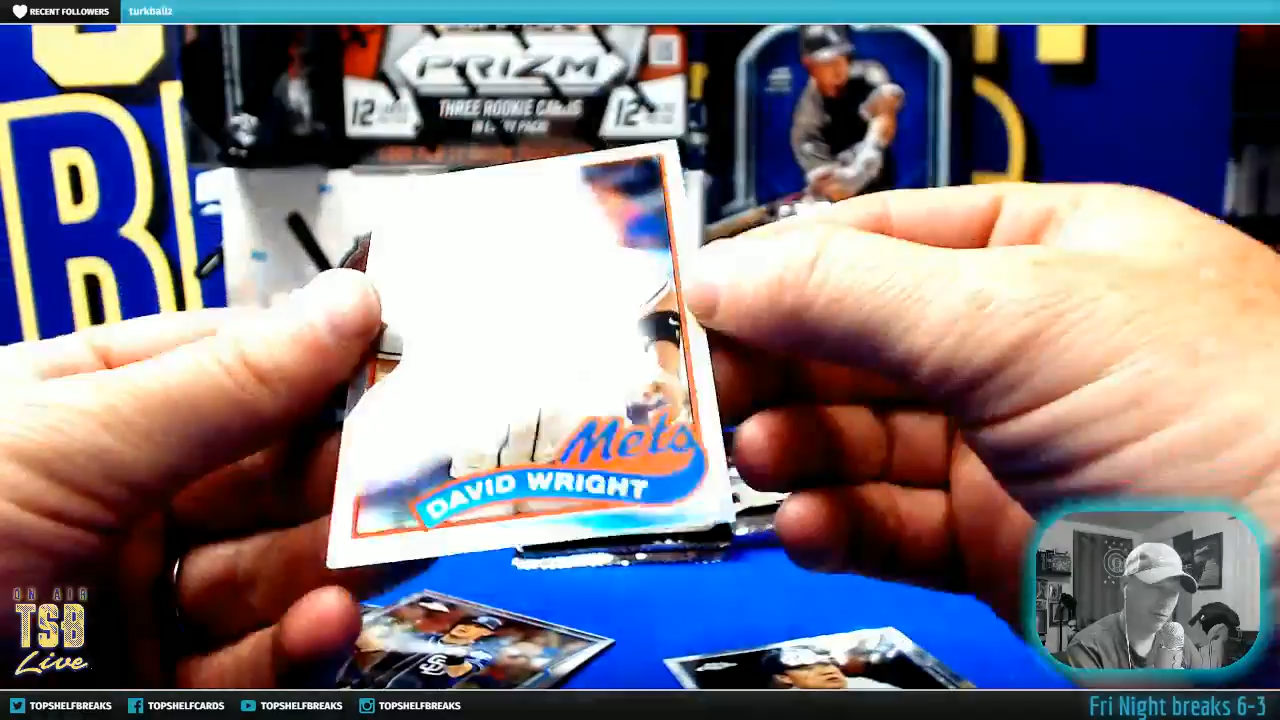 RECENT FOLLOWERS turkballz
PRIZM
THREE ROOKIE CARDS
12
12
Mets
DAVID WRIGHT
ON AIR
TSB
Live
TOPSHELFBREAKS TOPSHELFCARDS TOPSHELFBREAKS TOPSHELFBREAKS
Fri Night breaks 6-3